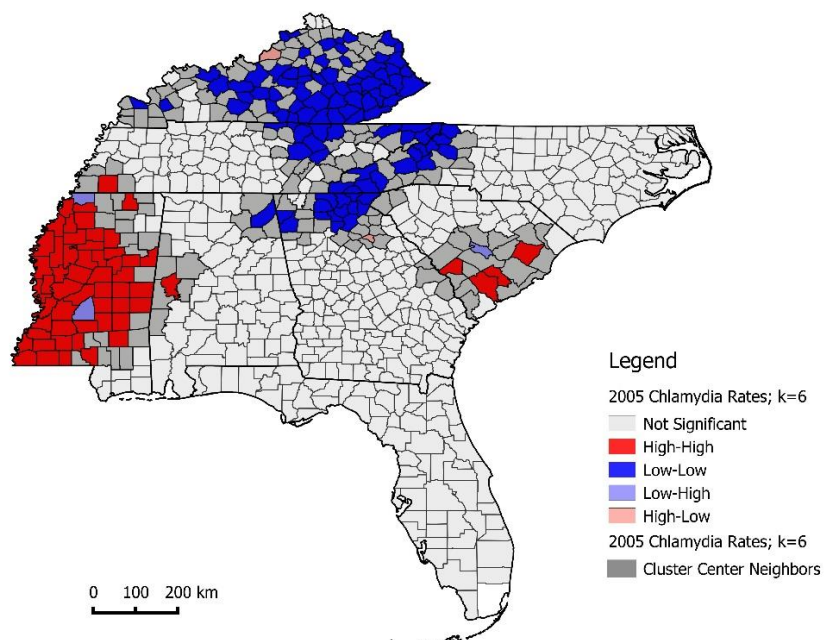 Legend
2005 Chlamydia Rates; k=6
Not Significant
High-High
Low-Low
Low-High
High-Low
2005 Chlamydia Rates; k=6
Cluster Center Neighbors
0 100 200 km